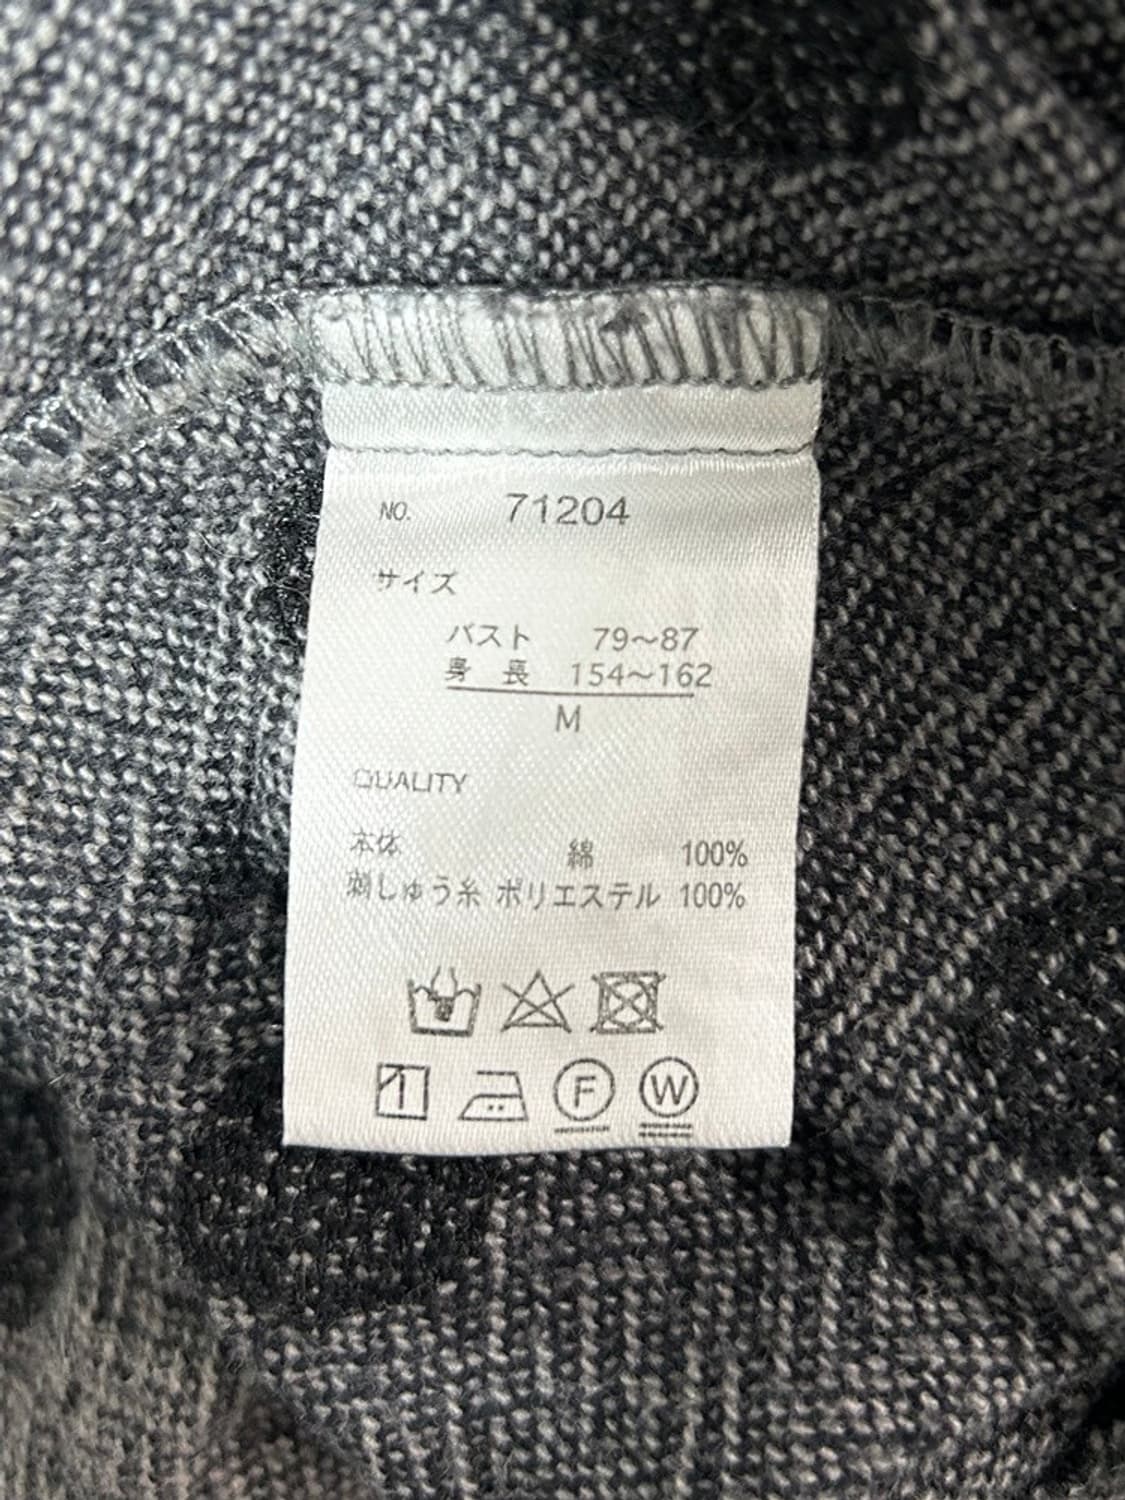 NO. 71204
サイズ
バスト 79～87
身 長 154～162
M
QUALITY
本体 綿 100%
刺しゅう糸 ポリエステル 100%
F W